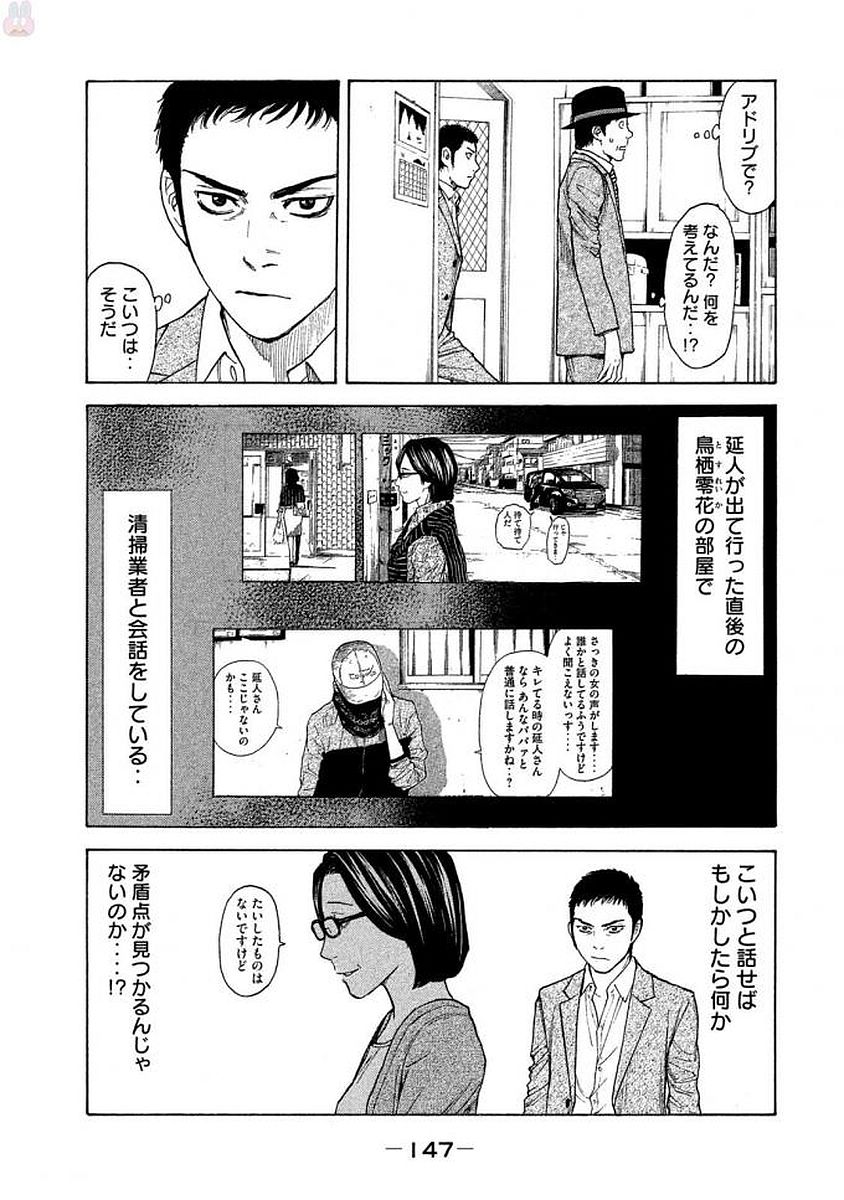 アドリブで?
なんだ? 何を
考えてるんだ‥!?
こいつは‥
そうだ
延人が出て行った直後の
鳥栖零花の部屋で
とすれいか
じゃ
行ってきま‥
待て待て
人だ
さっきの女の声がします‥‥
誰かと話してるふうですけど
よく聞こえないっす‥‥
キレてる時の延人さん
なら あんなババァと
普通に話しますかね‥?
延人さん
ここじゃないの
かも‥‥
清掃業者と会話をしている‥
こいつと話せば
もしかしたら何か
たいしたものは
ないですけど
矛盾点が見つかるんじゃ
ないのか‥‥!?
—147—